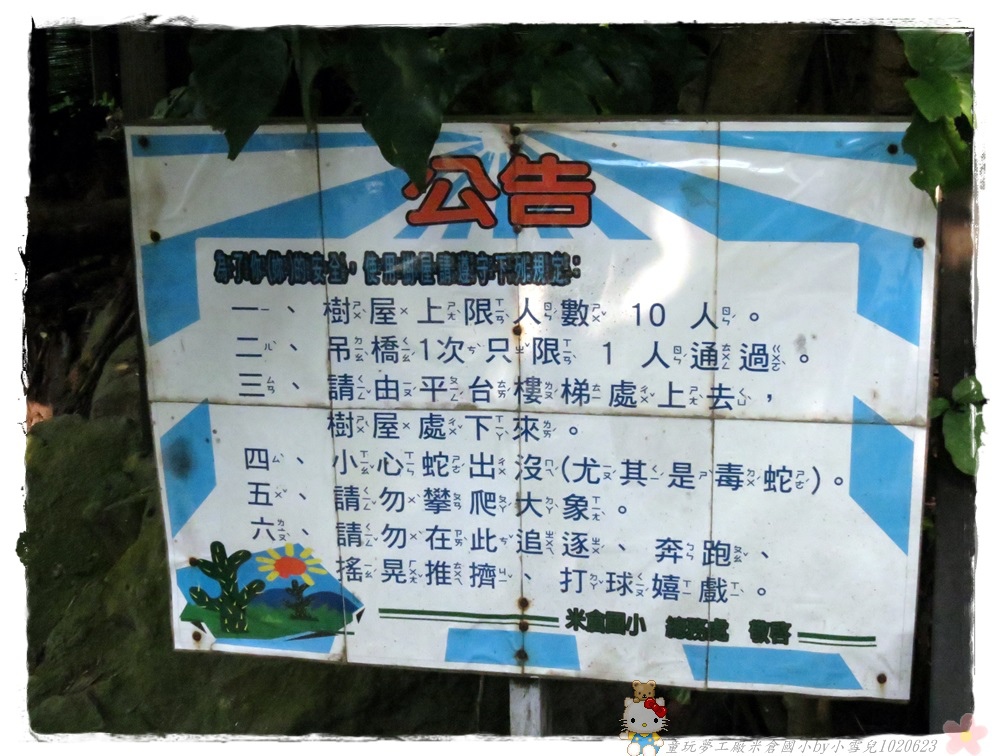 公告
為了你(妳)的安全，使用樹屋請遵守下列規定：
一、樹屋上限人數 10 人。
二、吊橋1次只限 1 人通過。
三、請由平台樓梯處上去，
樹屋處下來。
四、小心蛇出沒(尤其是毒蛇)。
五、請勿攀爬大象。
六、請勿在此追逐、奔跑、
搖晃推擠、打球嬉戲。
米倉國小 總務處 敬啓
童玩夢工廠米倉國小by小雪兒1020623